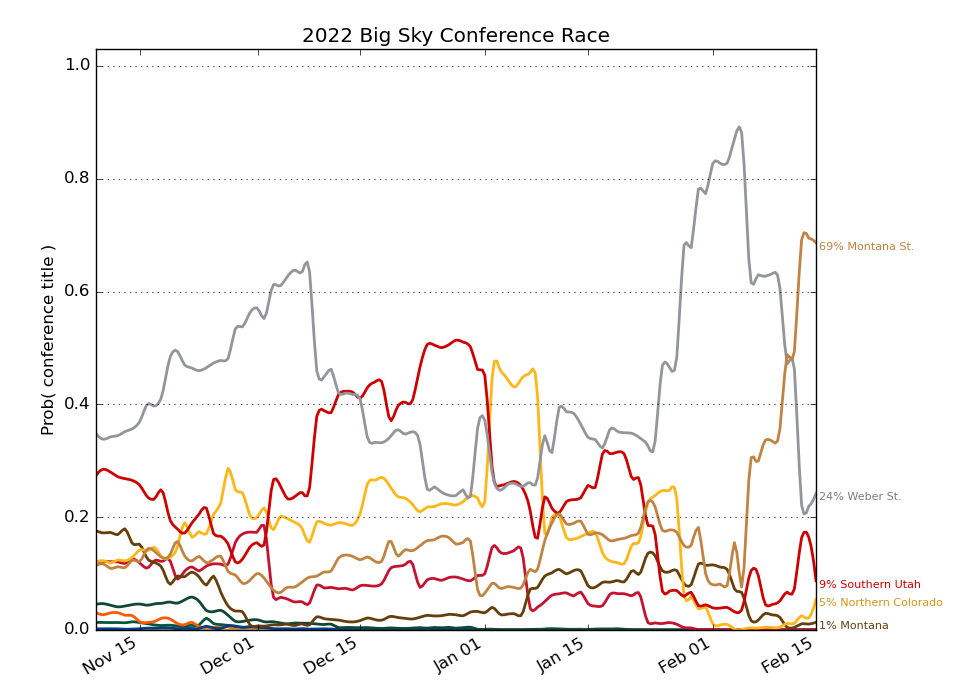 2022 Big Sky Conference Race
Prob( conference title )
1.0
0.8
0.6
0.4
0.2
0.0
69% Montana St.
24% Weber St.
9% Southern Utah
5% Northern Colorado
1% Montana
Nov 15
Dec 01
Dec 15
Jan 01
Jan 15
Feb 01
Feb 15